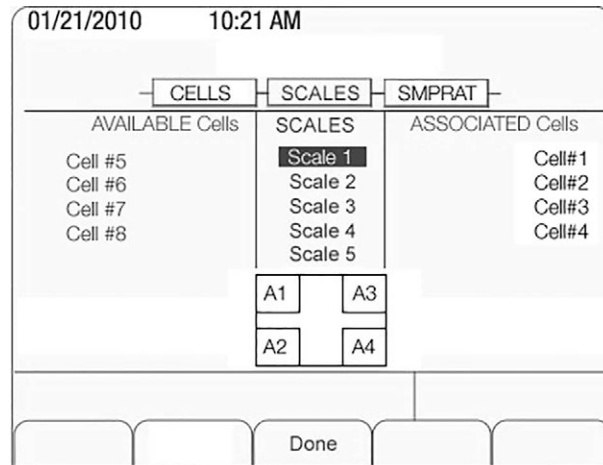 01/21/2010 10:21 AM
CELLS SCALES SMPRAT
AVAILABLE Cells SCALES ASSOCIATED Cells
Cell #5 Scale 1 Cell#1
Cell #6 Scale 2 Cell#2
Cell #7 Scale 3 Cell#3
Cell #8 Scale 4 Cell#4
Scale 5
A1 A3
A2 A4
Done